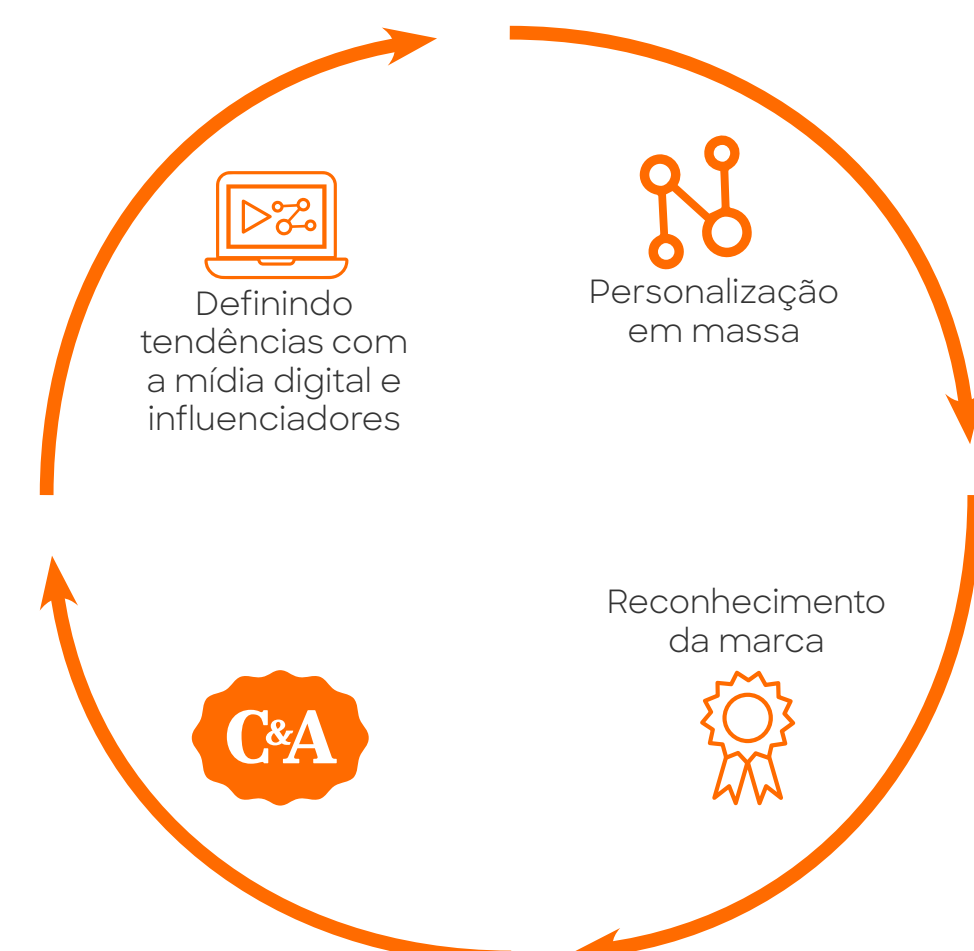 Definindo
tendências com
a mídia digital e
influenciadores
Personalização
em massa
Reconhecimento
da marca
C&A